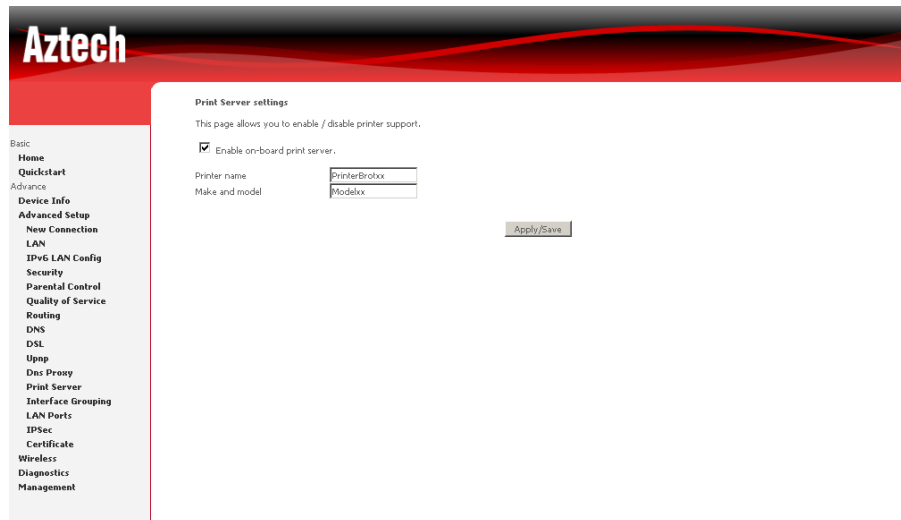 Aztech
Basic
Home
Quickstart
Advance
Device Info
Advanced Setup
New Connection
LAN
IPv6 LAN Config
Security
Parental Control
Quality of Service
Routing
DNS
DSL
Upnp
Dns Proxy
Print Server
Interface Grouping
LAN Ports
IPSec
Certificate
Wireless
Diagnostics
Management
Print Server settings
This page allows you to enable / disable printer support.
Enable on-board print server.
Printer name PrinterBrotxx
Make and model Modelxx
Apply/Save